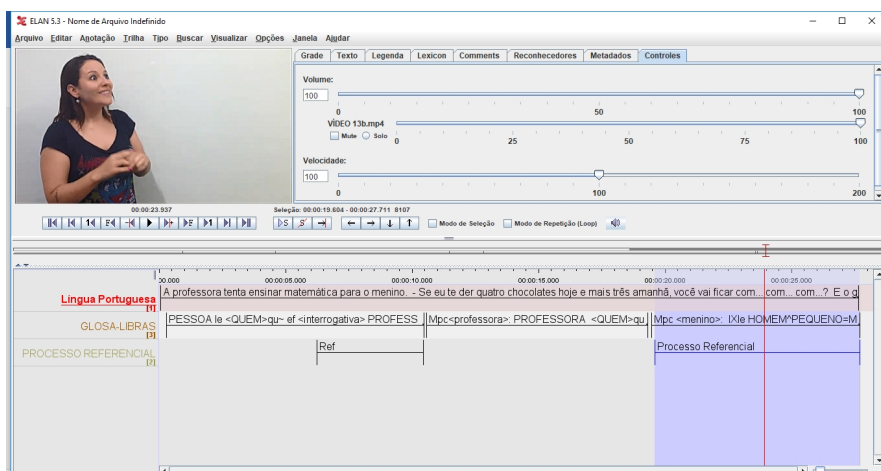 ELAN 5.3 - Nome de Arquivo Indefinido
Arquivo Editar Anotação Trilha Tipo Buscar Visualizar Opções Janela Ajudar
Grade Texto Legenda Lexicon Comments Reconhecedores Metadados Controles
Volume:
100
0 50 100
VÍDEO 13b.mp4
Mute Solo
0 25 50 75 100
Velocidade:
100
0 100 200
00:00:23.937
Seleção: 00:00:19.604 - 00:00:27.711 8107
Modo de Seleção Modo de Repetição (Loop)
00.000 00:00:05.000 00:00:10.000 00:00:15.000 00:00:20.000 00:00:25.000
Língua Portuguesa
[1]
A professora tenta ensinar matemática para o menino. - Se eu te der quatro chocolates hoje e mais três amanhã, você vai ficar com... com... com...? E o g
GLOSA-LIBRAS
[3]
PESSOA le <QUEM>qu~ ef <interrogativa> PROFESS
Mpc<professora>: PROFESSORA <QUEM>qu
Mpc <menino>: IXle HOMEM^PEQUENO=M
PROCESSO REFERENCIAL
[2]
Ref
Processo Referencial